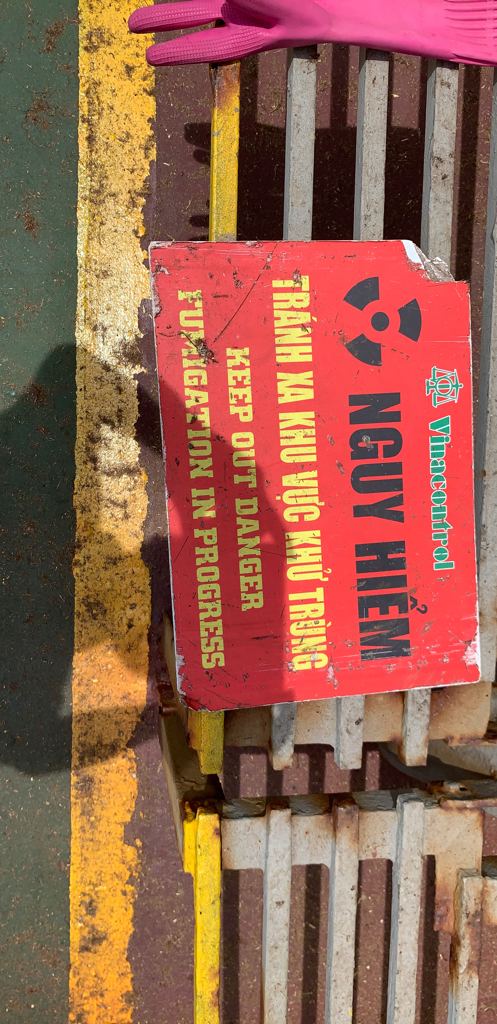 Vinacontrol
NGUY HIỂM
TRÁNH XA KHU VỰC KHỬ TRÙNG
KEEP OUT DANGER
FUMIGATION IN PROGRESS